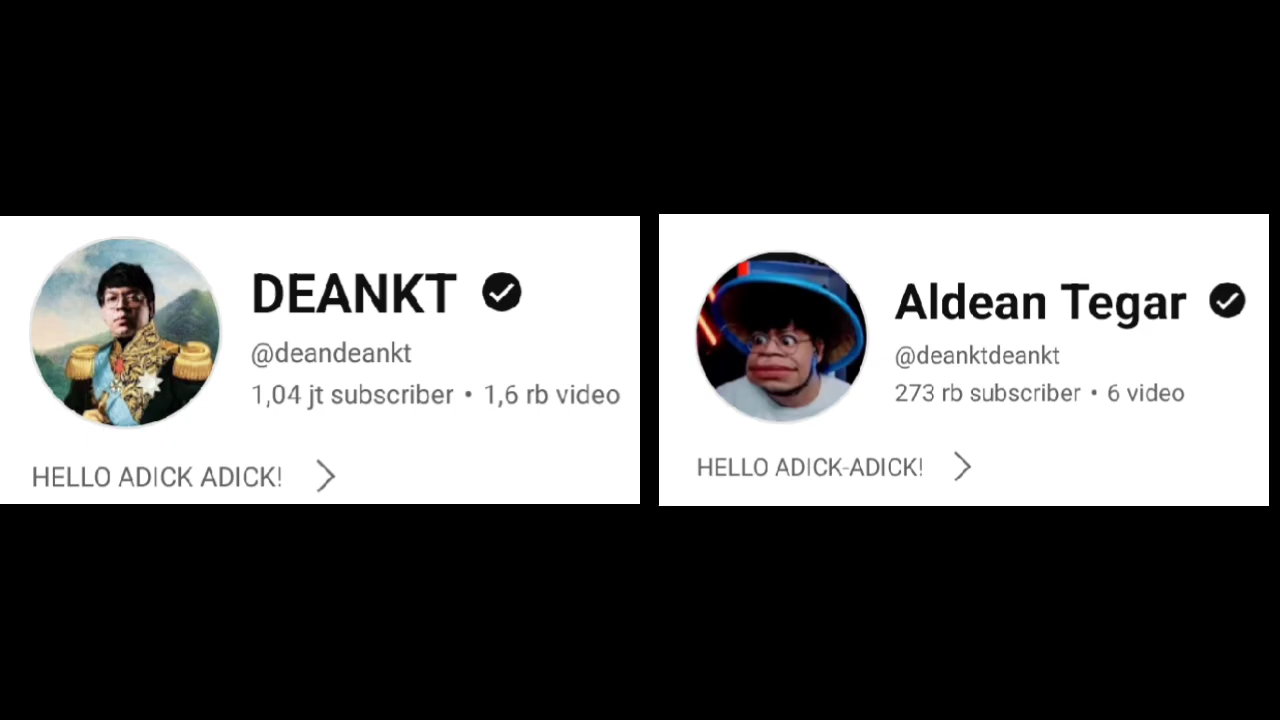 DEANKT
@deandeankt
1,04 jt subscriber • 1,6 rb video
HELLO ADICK ADICK!
Aldean Tegar
@deanktdeankt
273 rb subscriber • 6 video
HELLO ADICK-ADICK!